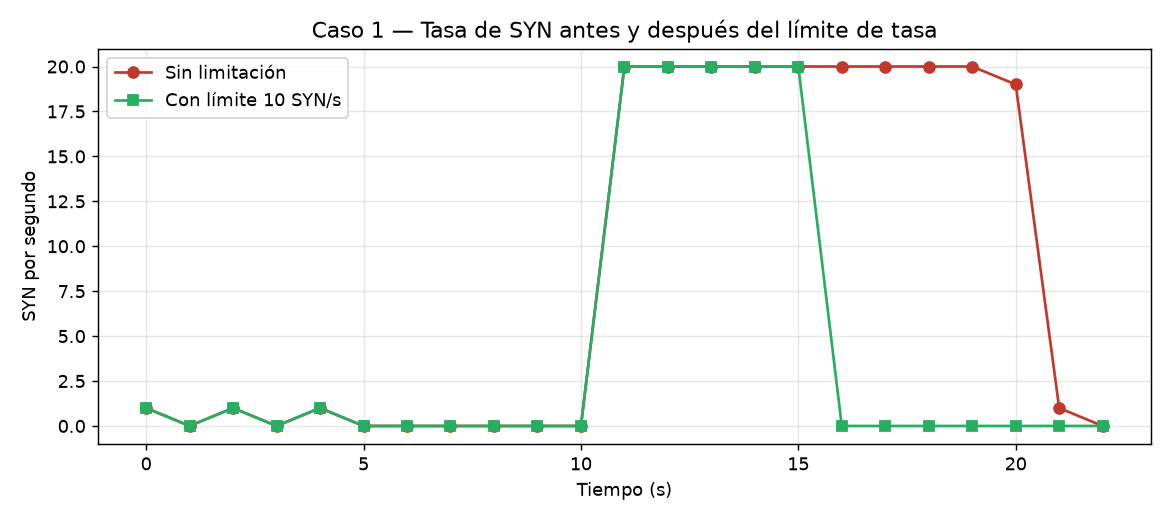 Caso 1 — Tasa de SYN antes y después del límite de tasa
Sin limitación
Con límite 10 SYN/s
SYN por segundo
20.0
17.5
15.0
12.5
10.0
7.5
5.0
2.5
0.0
0 5 10 15 20
Tiempo (s)